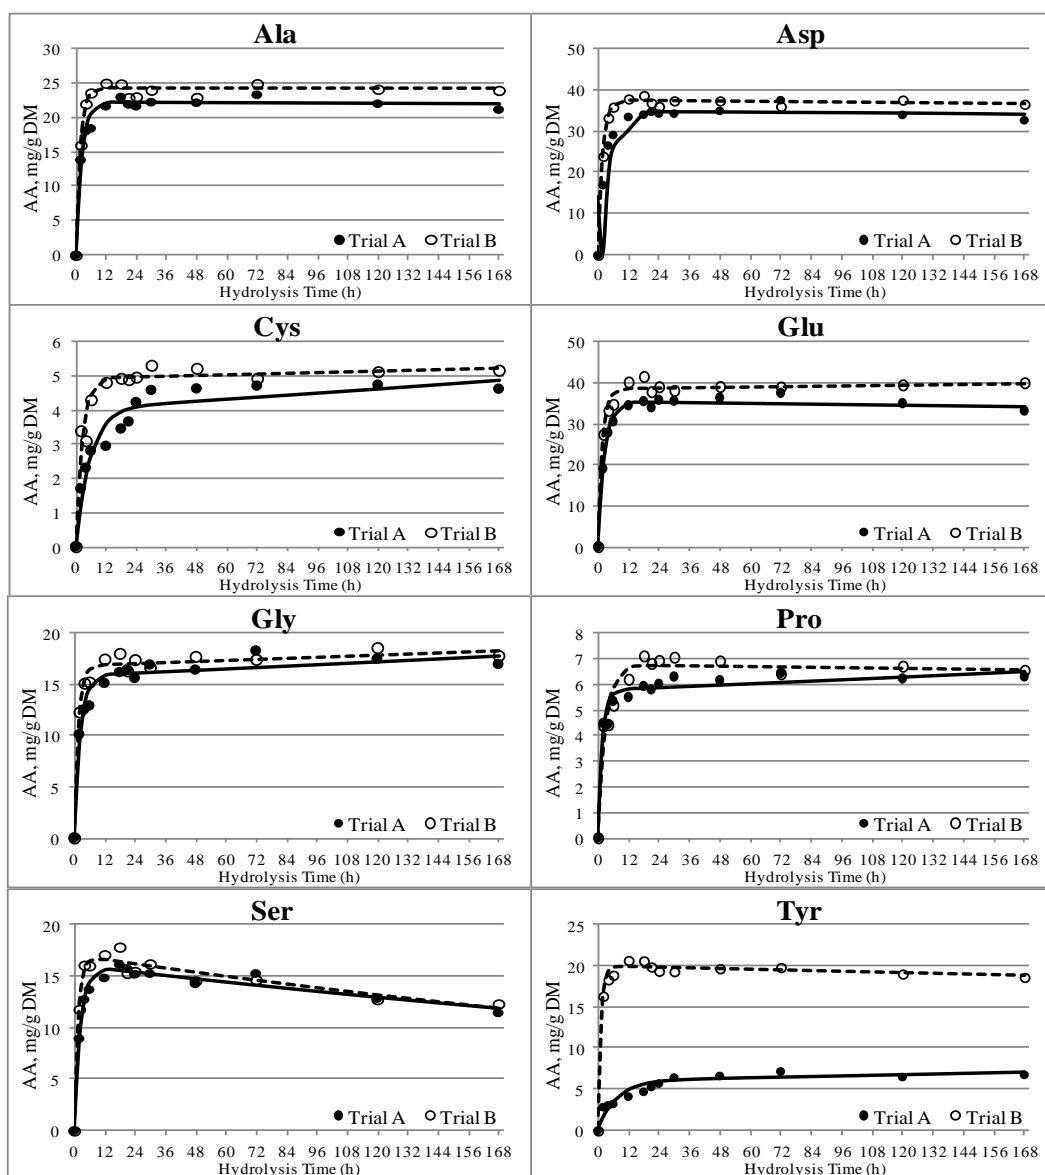 Ala
30
25
20
15
10
5
0
AA, mg/g DM
Trial A Trial B
0 12 24 36 48 60 72 84 96 108 120 132 144 156 168
Hydrolysis Time (h)
Asp
50
40
30
20
10
0
AA, mg/g DM
Trial A Trial B
0 12 24 36 48 60 72 84 96 108 120 132 144 156 168
Hydrolysis Time (h)
Cys
6
5
4
3
2
1
0
AA, mg/g DM
Trial A Trial B
0 12 24 36 48 60 72 84 96 108 120 132 144 156 168
Hydrolysis Time (h)
Glu
50
40
30
20
10
0
AA, mg/g DM
Trial A Trial B
0 12 24 36 48 60 72 84 96 108 120 132 144 156 168
Hydrolysis Time (h)
Gly
20
15
10
5
0
AA, mg/g DM
Trial A Trial B
0 12 24 36 48 60 72 84 96 108 120 132 144 156 168
Hydrolysis Time (h)
Pro
8
7
6
5
4
3
2
1
0
AA, mg/g DM
Trial A Trial B
0 12 24 36 48 60 72 84 96 108 120 132 144 156 168
Hydrolysis Time (h)
Ser
20
15
10
5
0
AA, mg/g DM
Trial A Trial B
0 12 24 36 48 60 72 84 96 108 120 132 144 156 168
Hydrolysis Time (h)
Tyr
25
20
15
10
5
0
AA, mg/g DM
Trial A Trial B
0 12 24 36 48 60 72 84 96 108 120 132 144 156 168
Hydrolysis Time (h)